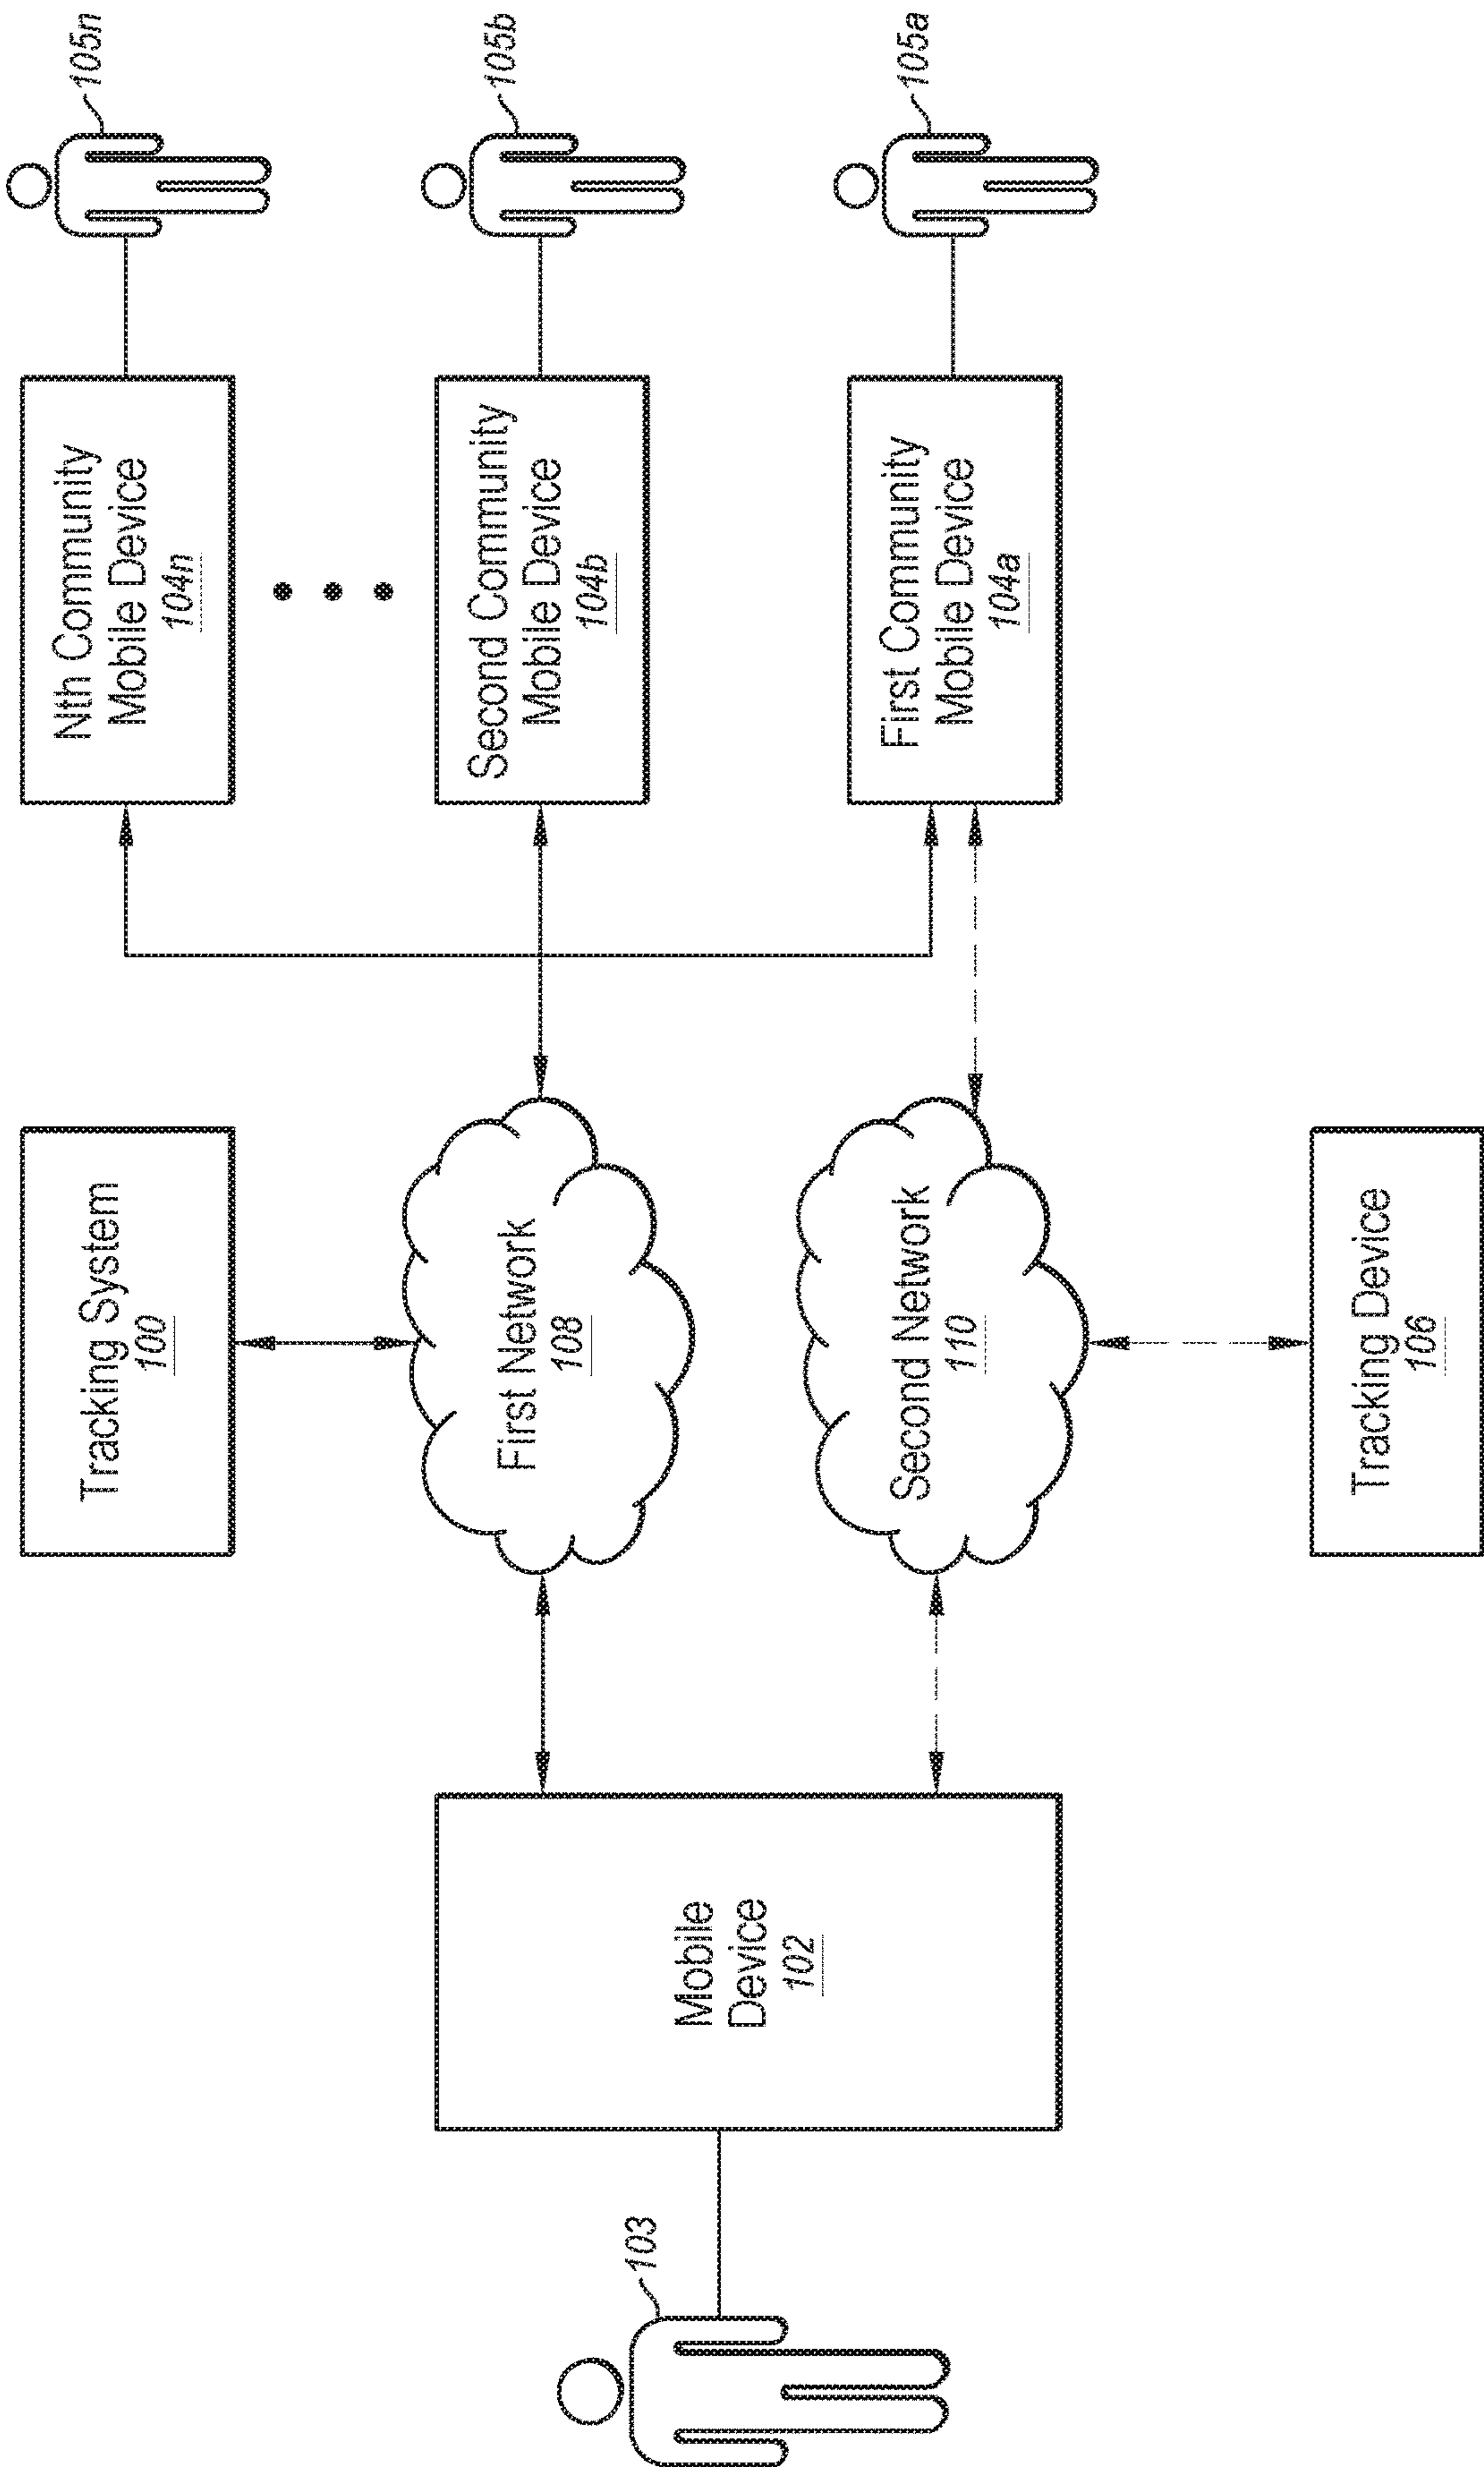 103
Mobile
Device
102
Tracking System
100
First Network
108
Second Network
110
Tracking Device
106
Nth Community
Mobile Device
104n
105n
Second Community
Mobile Device
104b
105b
First Community
Mobile Device
104a
105a